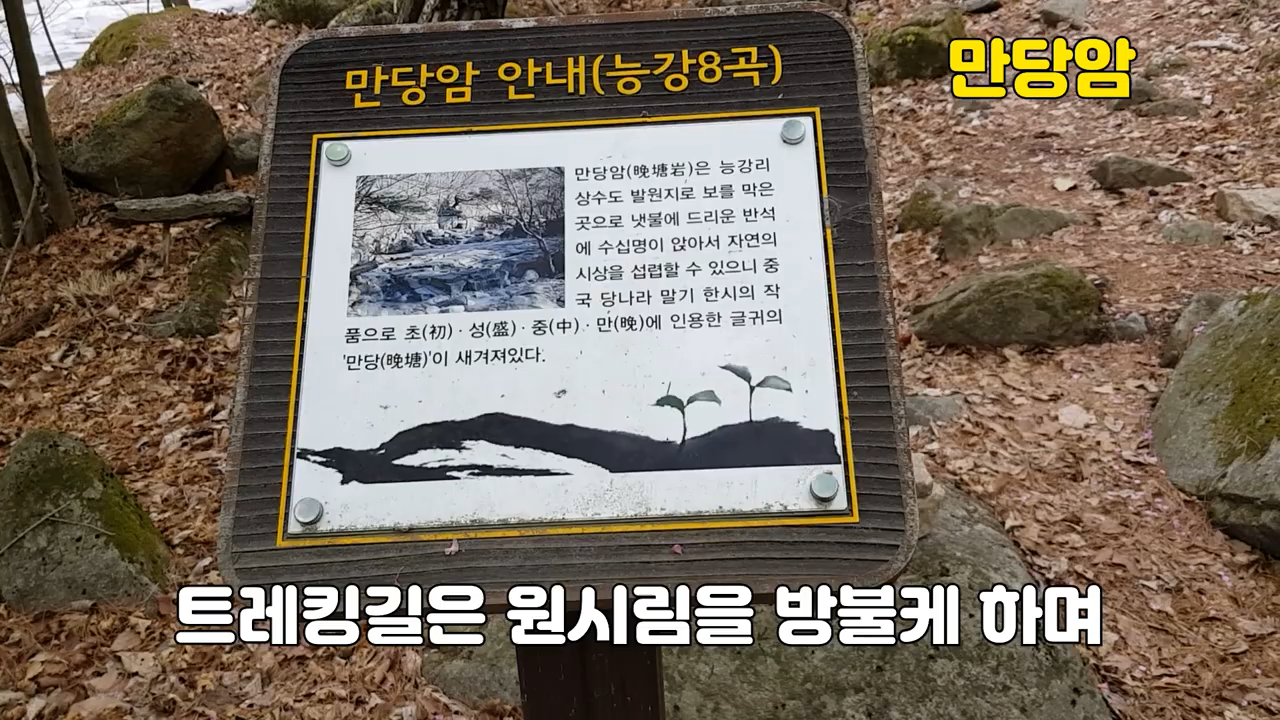 만당암
만당암 안내(능강8곡)
만당암(晩塘岩)은 능강리
상수도 발원지로 보를 막은
곳으로 냇물에 드리운 반석
에 수십명이 앉아서 자연의
시상을 섭렵할 수 있으니 중
국 당나라 말기 한시의 작
품으로 초(初)·성(盛)·중(中)·만(晩)에 인용한 글귀의
'만당(晩塘)'이 새겨져있다.
트레킹길은 원시림을 방불케 하며